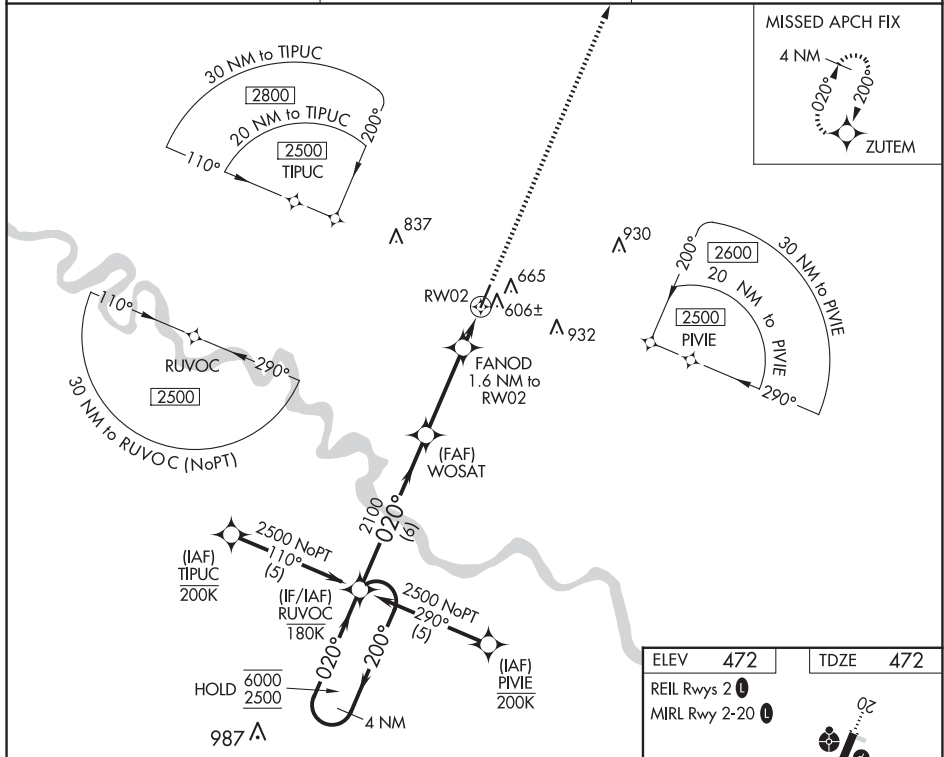 MISSED APCH FIX
4 NM
020°
200°
ZUTEM
30 NM to TIPUC
2800
20 NM to TIPUC
2500
TIPUC
110°
200°
837
930
665
RW02
606±
932
FANOD
1.6 NM to
RW02
200°
2600
30 NM to PIVIE
20 NM to PIVIE
2500
PIVIE
290°
110°
RUVOC
290°
2500
30 NM to RUVOC (NoPT)
(FAF)
WOSAT
2100
020°
(6)
(IAF)
TIPUC
200K
2500 NoPT
110°
(5)
(IF/IAF)
RUVOC
180K
2500 NoPT
290°
(5)
(IAF)
PIVIE
200K
020°
200°
HOLD
6000
2500
4 NM
987
ELEV 472
TDZE 472
REIL Rwys 2 L
MIRL Rwy 2-20 L
20